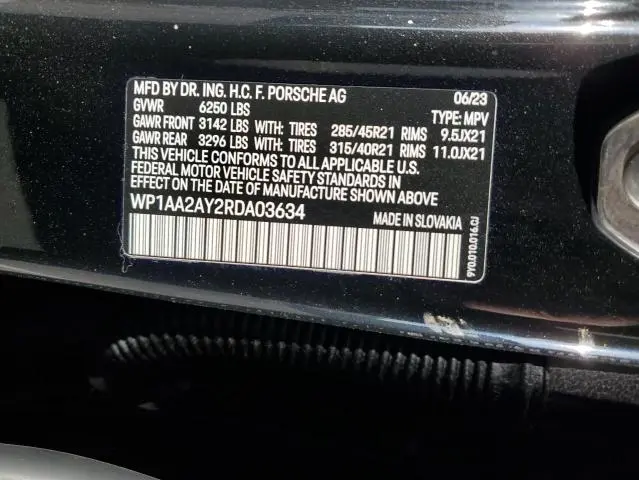 MFD BY DR. ING. H.C. F. PORSCHE AG 06/23
GVWR 6250 LBS TYPE: MPV
GAWR FRONT 3142 LBS WITH: TIRES 285/45R21 RIMS 9.5JX21
GAWR REAR 3296 LBS WITH: TIRES 315/40R21 RIMS 11.0JX21
THIS VEHICLE CONFORMS TO ALL APPLICABLE U.S.
FEDERAL MOTOR VEHICLE SAFETY STANDARDS IN
EFFECT ON THE DATE OF MANUFACTURE SHOWN ABOVE
WP1AA2AY2RDA03634 MADE IN SLOVAKIA
9Y0.010.016.CJ